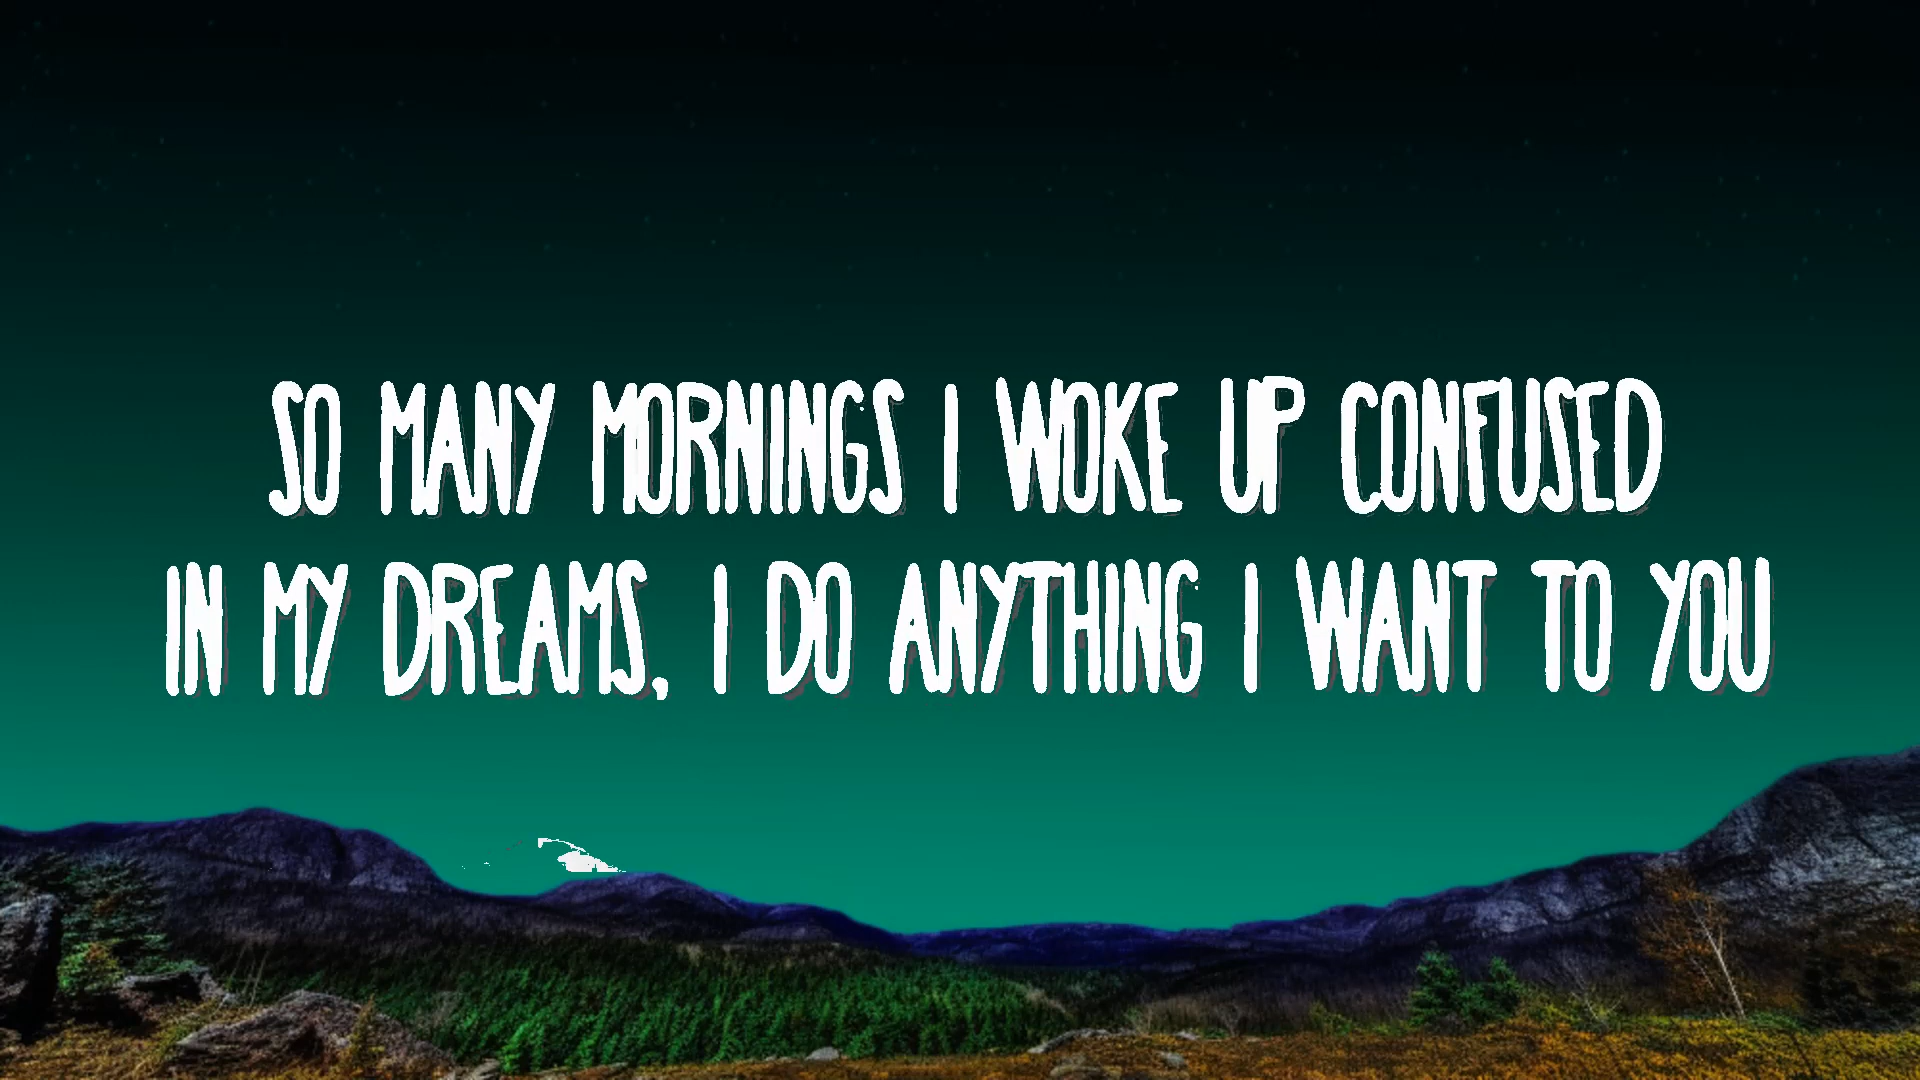 SO MANY MORNINGS I WOKE UP CONFUSED
IN MY DREAMS, I DO ANYTHING I WANT TO YOU